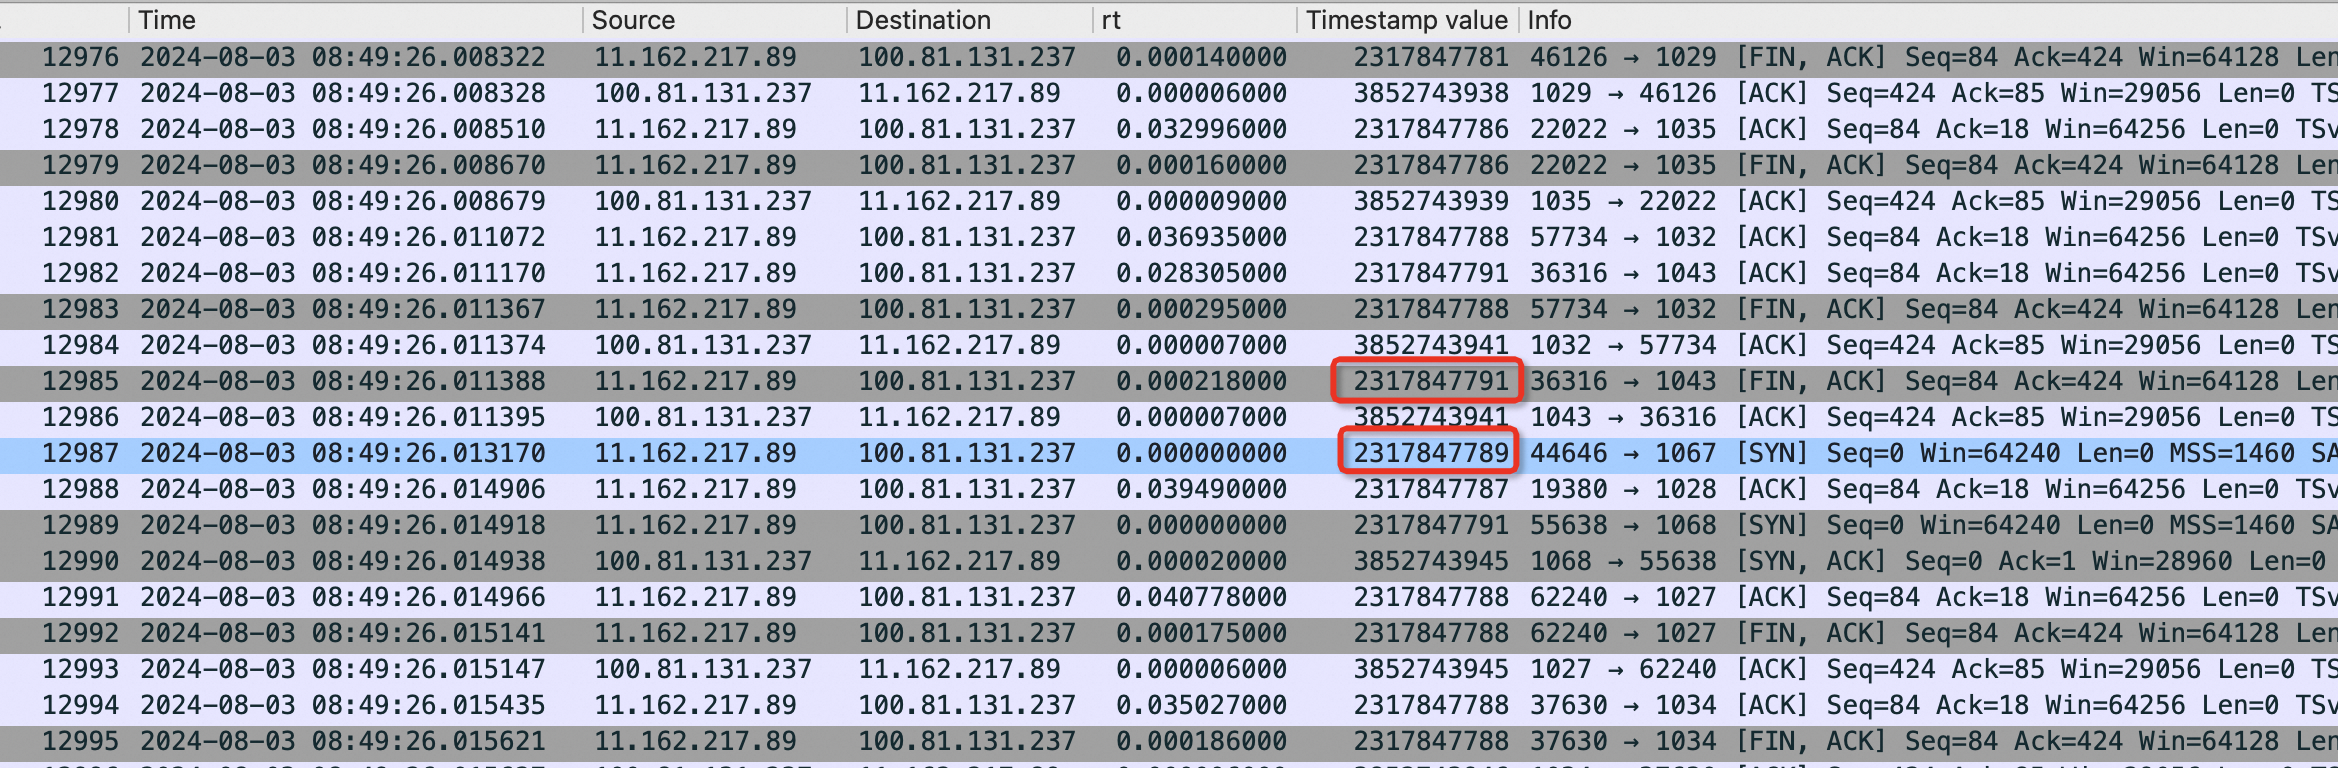 Time Source Destination rt Timestamp value Info
12976 2024-08-03 08:49:26.008322 11.162.217.89 100.81.131.237 0.000140000 2317847781 46126 → 1029 [FIN, ACK] Seq=84 Ack=424 Win=64128 Len
12977 2024-08-03 08:49:26.008328 100.81.131.237 11.162.217.89 0.000006000 3852743938 1029 → 46126 [ACK] Seq=424 Ack=85 Win=29056 Len=0 TS
12978 2024-08-03 08:49:26.008510 11.162.217.89 100.81.131.237 0.032996000 2317847786 22022 → 1035 [ACK] Seq=84 Ack=18 Win=64256 Len=0 TSv
12979 2024-08-03 08:49:26.008670 11.162.217.89 100.81.131.237 0.000160000 2317847786 22022 → 1035 [FIN, ACK] Seq=84 Ack=424 Win=64128 Len
12980 2024-08-03 08:49:26.008679 100.81.131.237 11.162.217.89 0.000009000 3852743939 1035 → 22022 [ACK] Seq=424 Ack=85 Win=29056 Len=0 TS
12981 2024-08-03 08:49:26.011072 11.162.217.89 100.81.131.237 0.036935000 2317847788 57734 → 1032 [ACK] Seq=84 Ack=18 Win=64256 Len=0 TSv
12982 2024-08-03 08:49:26.011170 11.162.217.89 100.81.131.237 0.028305000 2317847791 36316 → 1043 [ACK] Seq=84 Ack=18 Win=64256 Len=0 TSv
12983 2024-08-03 08:49:26.011367 11.162.217.89 100.81.131.237 0.000295000 2317847788 57734 → 1032 [FIN, ACK] Seq=84 Ack=424 Win=64128 Len
12984 2024-08-03 08:49:26.011374 100.81.131.237 11.162.217.89 0.000007000 3852743941 1032 → 57734 [ACK] Seq=424 Ack=85 Win=29056 Len=0 TS
12985 2024-08-03 08:49:26.011388 11.162.217.89 100.81.131.237 0.000218000 2317847791 36316 → 1043 [FIN, ACK] Seq=84 Ack=424 Win=64128 Len
12986 2024-08-03 08:49:26.011395 100.81.131.237 11.162.217.89 0.000007000 3852743941 1043 → 36316 [ACK] Seq=424 Ack=85 Win=29056 Len=0 TS
12987 2024-08-03 08:49:26.013170 11.162.217.89 100.81.131.237 0.000000000 2317847789 44646 → 1067 [SYN] Seq=0 Win=64240 Len=0 MSS=1460 SA
12988 2024-08-03 08:49:26.014906 11.162.217.89 100.81.131.237 0.039490000 2317847787 19380 → 1028 [ACK] Seq=84 Ack=18 Win=64256 Len=0 TSv
12989 2024-08-03 08:49:26.014918 11.162.217.89 100.81.131.237 0.000000000 2317847791 55638 → 1068 [SYN] Seq=0 Win=64240 Len=0 MSS=1460 SA
12990 2024-08-03 08:49:26.014938 100.81.131.237 11.162.217.89 0.000020000 3852743945 1068 → 55638 [SYN, ACK] Seq=0 Ack=1 Win=28960 Len=0
12991 2024-08-03 08:49:26.014966 11.162.217.89 100.81.131.237 0.040778000 2317847788 62240 → 1027 [ACK] Seq=84 Ack=18 Win=64256 Len=0 TSv
12992 2024-08-03 08:49:26.015141 11.162.217.89 100.81.131.237 0.000175000 2317847788 62240 → 1027 [FIN, ACK] Seq=84 Ack=424 Win=64128 Len
12993 2024-08-03 08:49:26.015147 100.81.131.237 11.162.217.89 0.000006000 3852743945 1027 → 62240 [ACK] Seq=424 Ack=85 Win=29056 Len=0 TS
12994 2024-08-03 08:49:26.015435 11.162.217.89 100.81.131.237 0.035027000 2317847788 37630 → 1034 [ACK] Seq=84 Ack=18 Win=64256 Len=0 TSv
12995 2024-08-03 08:49:26.015621 11.162.217.89 100.81.131.237 0.000186000 2317847788 37630 → 1034 [FIN, ACK] Seq=84 Ack=424 Win=64128 Len